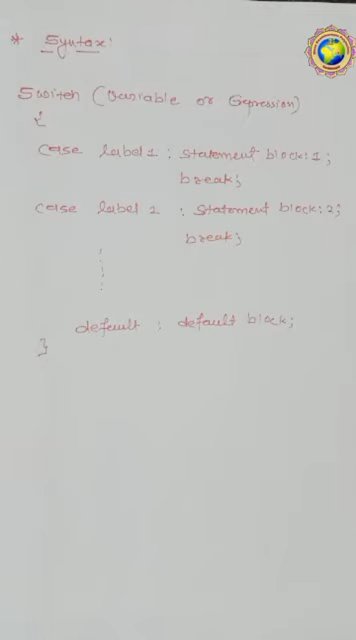 * Syntax:
Switch (Variable or Expression)
{
case label 1 : statement block:1;
break;
case label 2 : statement block:2;
break;
default : default block;
}